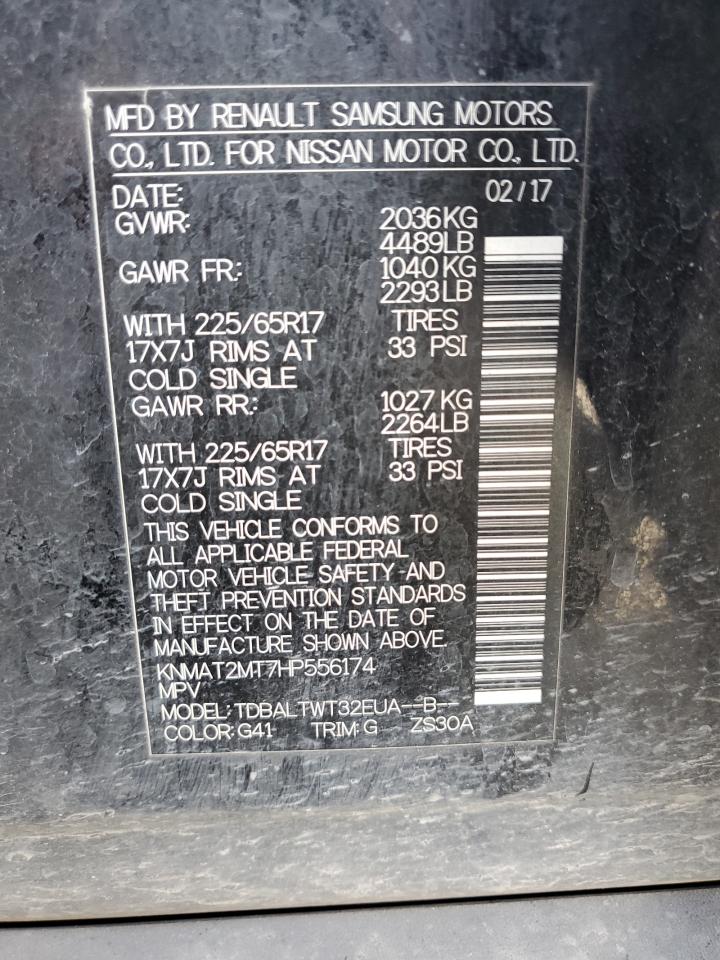 MFD BY RENAULT SAMSUNG MOTORS
CO., LTD. FOR NISSAN MOTOR CO., LTD.
DATE: 02/17
GVWR: 2036KG
4489LB
GAWR FR: 1040KG
2293LB
WITH 225/65R17 TIRES
17X7J RIMS AT 33 PSI
COLD SINGLE
GAWR RR: 1027KG
2264LB
WITH 225/65R17 TIRES
17X7J RIMS AT 33 PSI
COLD SINGLE
THIS VEHICLE CONFORMS TO
ALL APPLICABLE FEDERAL
MOTOR VEHICLE SAFETY AND
THEFT PREVENTION STANDARDS
IN EFFECT ON THE DATE OF
MANUFACTURE SHOWN ABOVE.
KNMAT2MT7HP556174
MPV
MODEL: TDBALTWT32EUA--B--
COLOR: G41 TRIM: G ZS30A